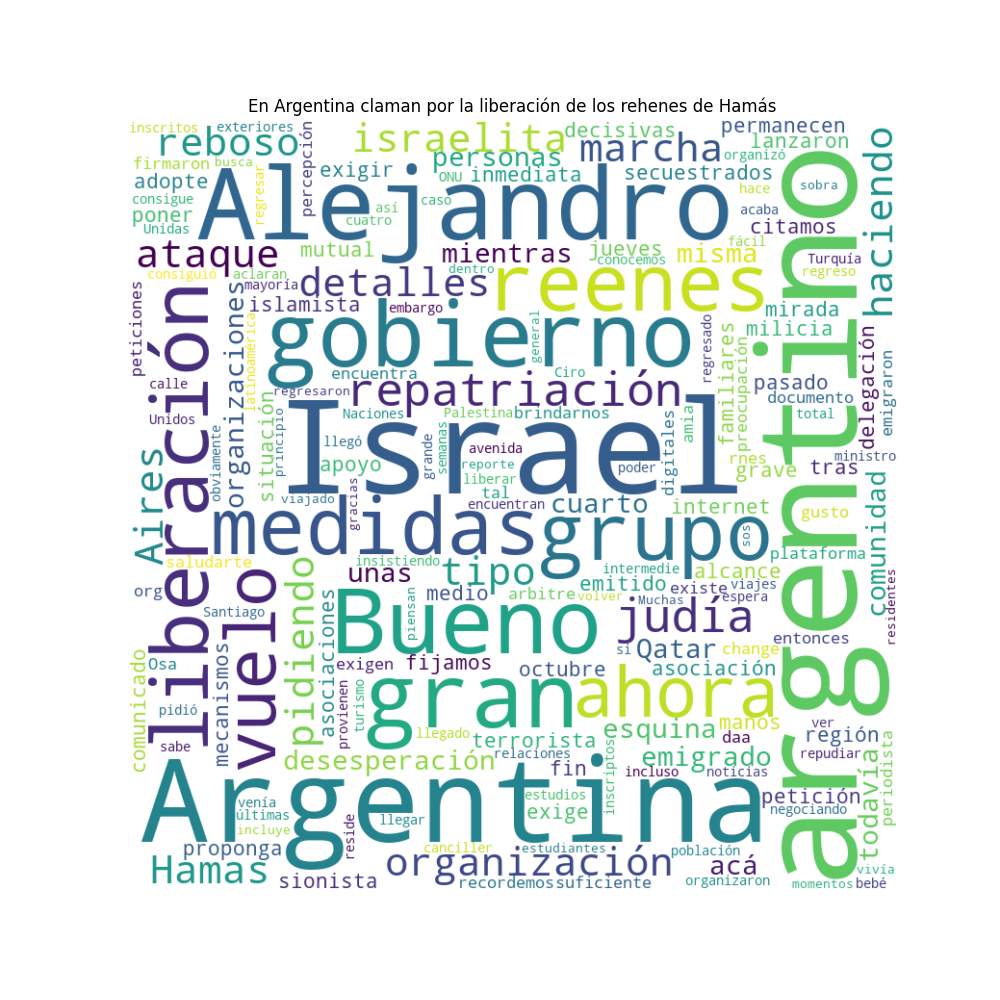 En Argentina claman por la liberación de los rehenes de Hamás
inscritos
exteriores
reboso
israelita
decisivas
permanecen
firmaron
busca
percepción
personas
marcha
organizó
lanzaron
haciendo
adopte
regresar
exigir
ONU
inmediata
secuestrados
consigue
Alejandro
caso
hace
sobra
poner
Unidas
cuatro
así
acaba
citamos
ataque
mutual
mientras
jueves
fácil
misma
Turquía
consiguió
aclaran
detalles
dentro
conocemos
reenes
regreso
mayoría
islamista
embargo
peticiones
liberación
organizaciones
latinoamérica
gobierno
general
regresado
mirada
milicia
argentino
calle
encuentra
Ciro
familiares
preocupación
delegación
emigraron
Unidos
regresaron
repatriación
pasado
documento
situación
principio
Naciones
Palestina
brindarnos
total
obviamente
llegó
Israel
grande
semanas
avenida
amia
digitales
rnes
ministro
Aires
apoyo
reporte
liberar
poder
grave
tras
viajado
gracias
tal
encuentran
cuarto
internet
comunidad
medidas
grupo
sos
gusto
saludarte
insistiendo
intermedie
plataforma
vuelo
pidiendo
unas
tipo
emitido
alcance
org
medio
arbitre
volver
existe
viajes
Muchas
espera
Santiago
asociaciones
Bueno
piensan
judía
entonces
residentes
comunicado
Osa
mecanismos
exigen
fijamos
si
Qatar
change
octubre
asociación
pidió
provienen
turismo
gran
ahora
sabe
llegado
esquina
manos
ver
región
terrorista
daa
repudiar
todavía
periodista
desesperación
relaciones
emigrado
fin
inscriptos
incluso
noticias
Argentina
venía
últimas
estudios
petición
incluye
reside
llegar
exige
negociando
proponga
canciller
estudiantes
población
Hamas
organización
acá
vivía
sionista
recordemos
suficiente
organizaron
momentos
bebé